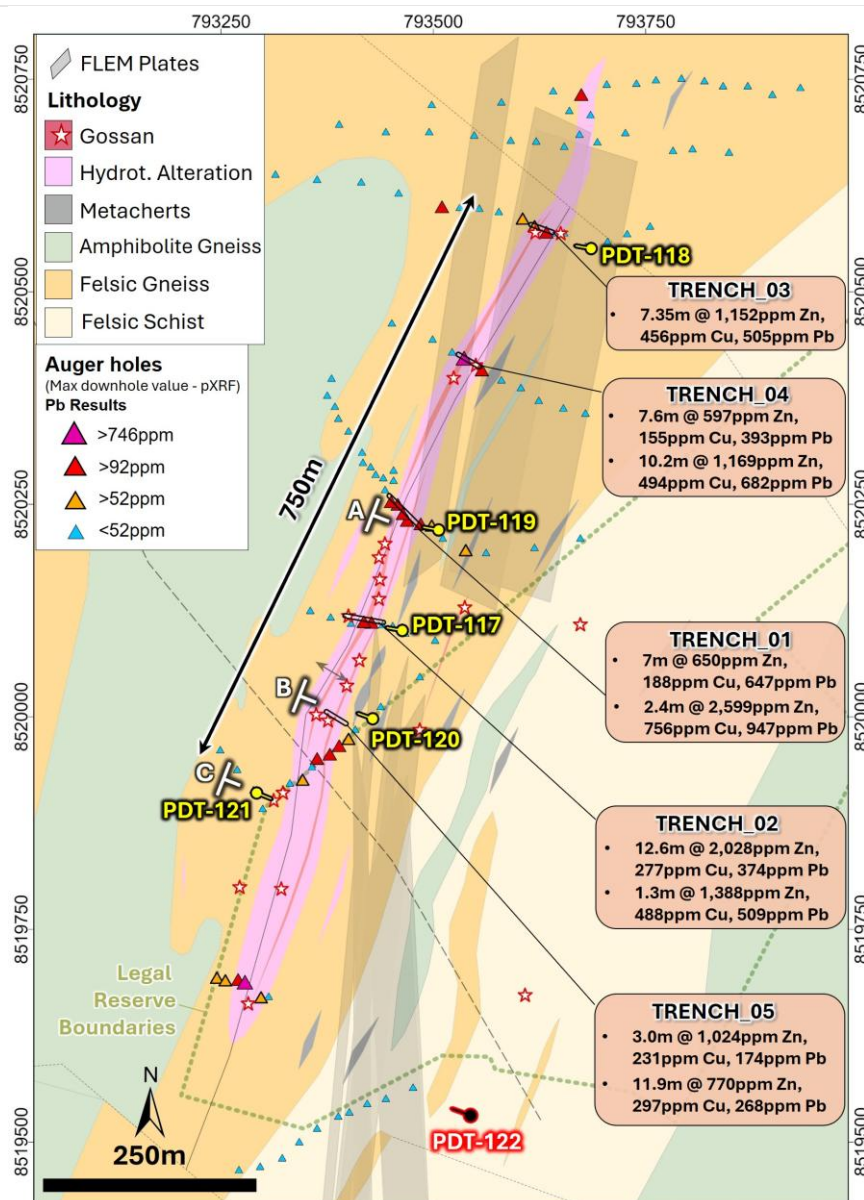 793250
793500
793750
8520750
8520500
8520250
8520000
8519750
8519500
8520750
8520500
8520250
8520000
8519750
8519500
FLEM Plates
Lithology
Gossan
Hydrot. Alteration
Metacherts
Amphibolite Gneiss
Felsic Gneiss
Felsic Schist
Auger holes
(Max downhole value - pXRF)
Pb Results
>746ppm
>92ppm
>52ppm
<52ppm
750m
PDT-118
TRENCH_03
• 7.35m @ 1,152ppm Zn,
456ppm Cu, 505ppm Pb
TRENCH_04
• 7.6m @ 597ppm Zn,
155ppm Cu, 393ppm Pb
• 10.2m @ 1,169ppm Zn,
494ppm Cu, 682ppm Pb
A
PDT-119
PDT-117
TRENCH_01
• 7m @ 650ppm Zn,
188ppm Cu, 647ppm Pb
• 2.4m @ 2,599ppm Zn,
756ppm Cu, 947ppm Pb
B
PDT-120
C
PDT-121
TRENCH_02
• 12.6m @ 2,028ppm Zn,
277ppm Cu, 374ppm Pb
• 1.3m @ 1,388ppm Zn,
488ppm Cu, 509ppm Pb
Legal
Reserve
Boundaries
TRENCH_05
• 3.0m @ 1,024ppm Zn,
231ppm Cu, 174ppm Pb
• 11.9m @ 770ppm Zn,
297ppm Cu, 268ppm Pb
N
250m
PDT-122